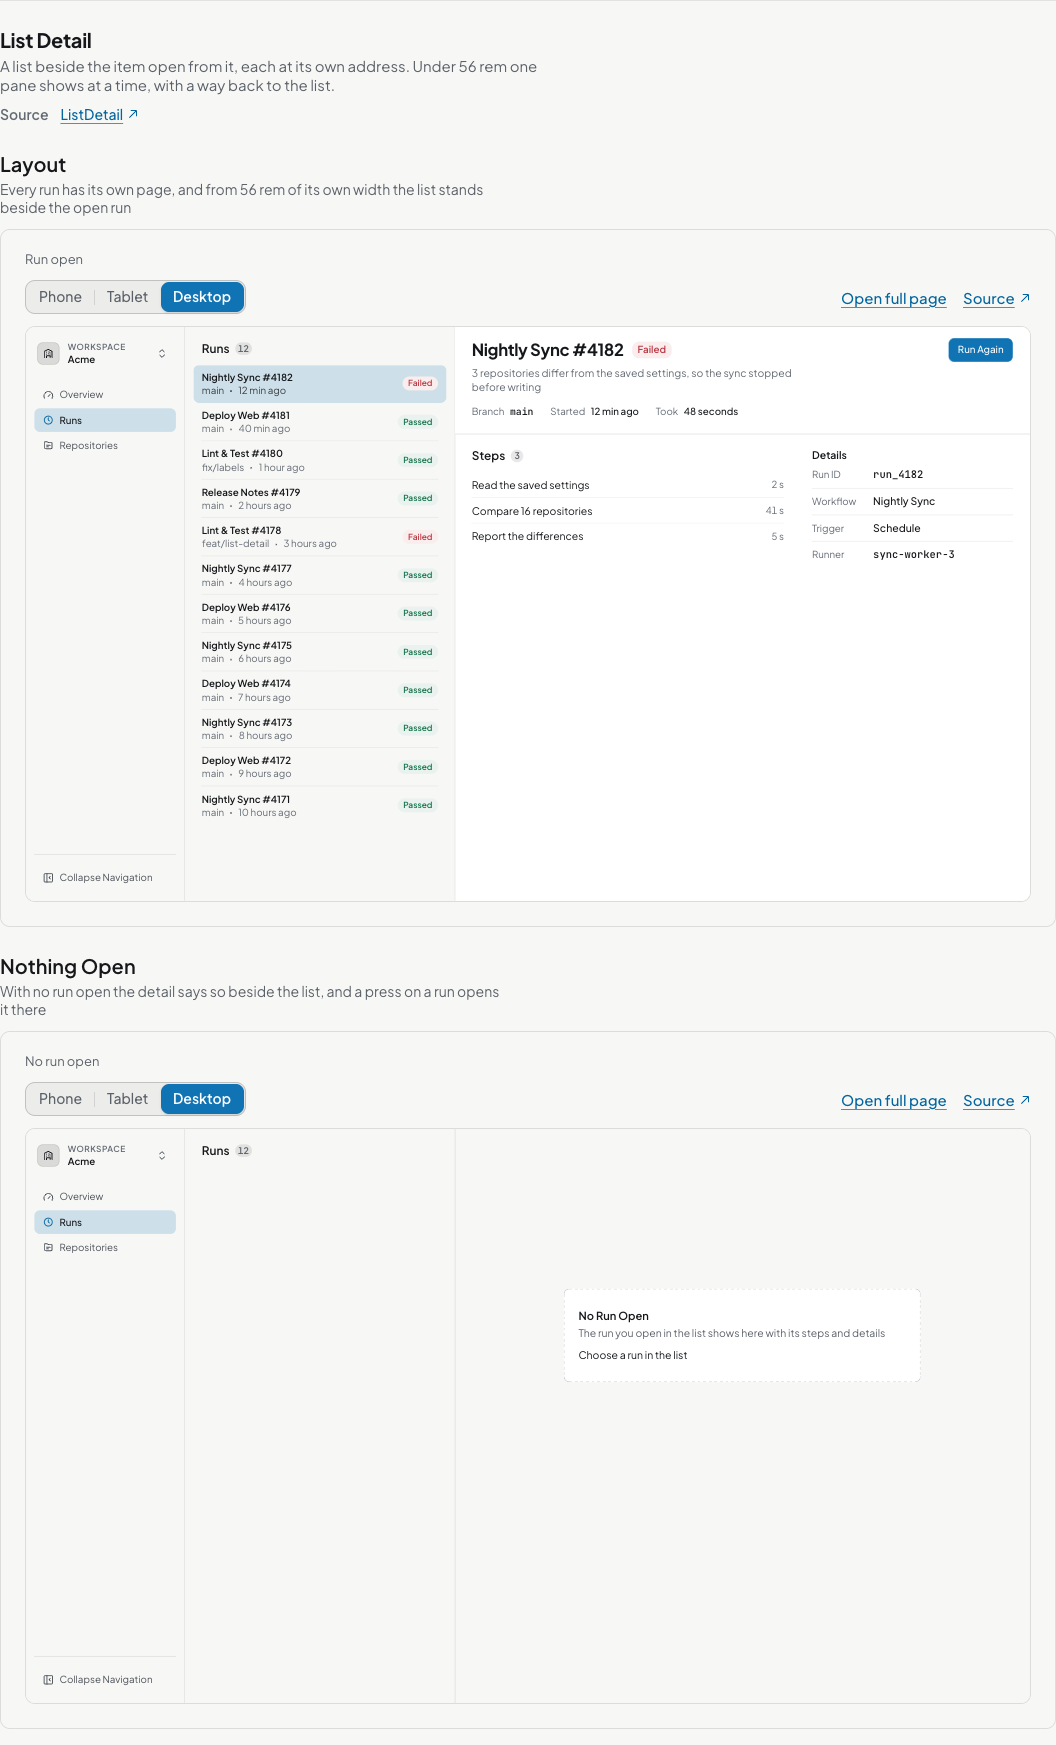 List Detail
A list beside the item open from it, each at its own address. Under 56 rem one
pane shows at a time, with a way back to the list.
Source ListDetail
Layout
Every run has its own page, and from 56 rem of its own width the list stands
beside the open run
Run open
Phone Tablet Desktop
Open full page Source
WORKSPACE
Acme
Overview
Runs
Repositories
Collapse Navigation
Runs 12
Nightly Sync #4182
main • 12 min ago
Failed
Deploy Web #4181
main • 40 min ago
Passed
Lint & Test #4180
fix/labels • 1 hour ago
Passed
Release Notes #4179
main • 2 hours ago
Passed
Lint & Test #4178
feat/list-detail • 3 hours ago
Failed
Nightly Sync #4177
main • 4 hours ago
Passed
Deploy Web #4176
main • 5 hours ago
Passed
Nightly Sync #4175
main • 6 hours ago
Passed
Deploy Web #4174
main • 7 hours ago
Passed
Nightly Sync #4173
main • 8 hours ago
Passed
Deploy Web #4172
main • 9 hours ago
Passed
Nightly Sync #4171
main • 10 hours ago
Passed
Nightly Sync #4182 Failed
Run Again
3 repositories differ from the saved settings, so the sync stopped
before writing
Branch main Started 12 min ago Took 48 seconds
Steps 3
Read the saved settings 2 s
Compare 16 repositories 41 s
Report the differences 5 s
Details
Run ID run_4182
Workflow Nightly Sync
Trigger Schedule
Runner sync-worker-3
Nothing Open
With no run open the detail says so beside the list, and a press on a run opens
it there
No run open
Phone Tablet Desktop
Open full page Source
WORKSPACE
Acme
Overview
Runs
Repositories
Collapse Navigation
Runs 12
No Run Open
The run you open in the list shows here with its steps and details
Choose a run in the list